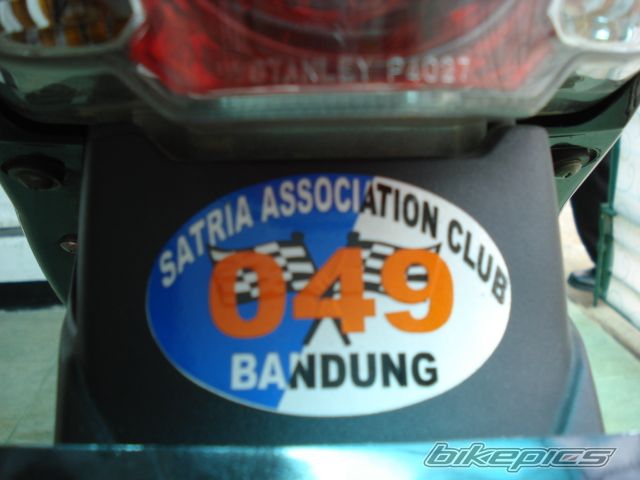 STANLEY P4027
SATRIA ASSOCIATION CLUB
049
BANDUNG
bikepics